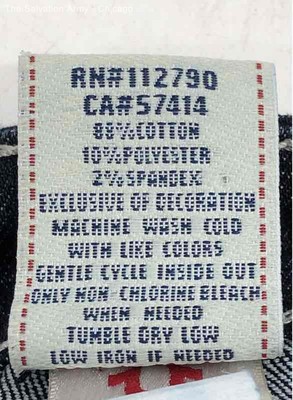 RN#112790
CA#57414
88%COTTON
10%POLYESTER
2%SPANDEX
EXCLUSIVE OF DECORATION
MACHINE WASH COLD
WITH LIKE COLORS
GENTLE CYCLE INSIDE OUT
ONLY NON-CHLORINE BLEACH
WHEN NEEDED
TUMBLE DRY LOW
LOW IRON IF NEEDED